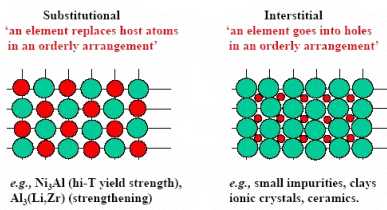 Substitutional
‘an element replaces host atoms
in an orderly arrangement’
e.g., Ni₃Al (hi-T yield strength),
Al₃(Li,Zr) (strengthening)
Interstitial
‘an element goes into holes
in an orderly arrangement’
e.g., small impurities, clays
ionic crystals, ceramics.